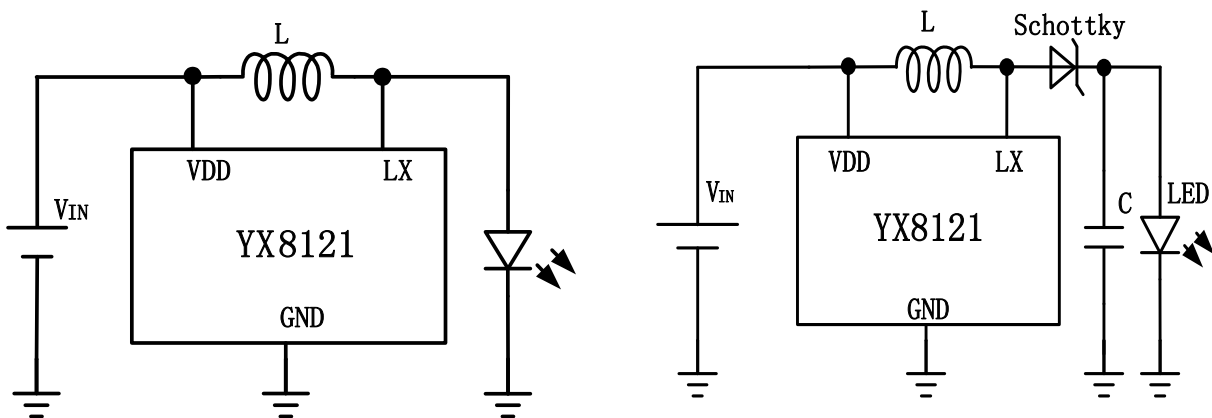 L
VDD
LX
VIN
YX8121
GND
L
Schottky
VDD
LX
VIN
YX8121
C
LED
GND